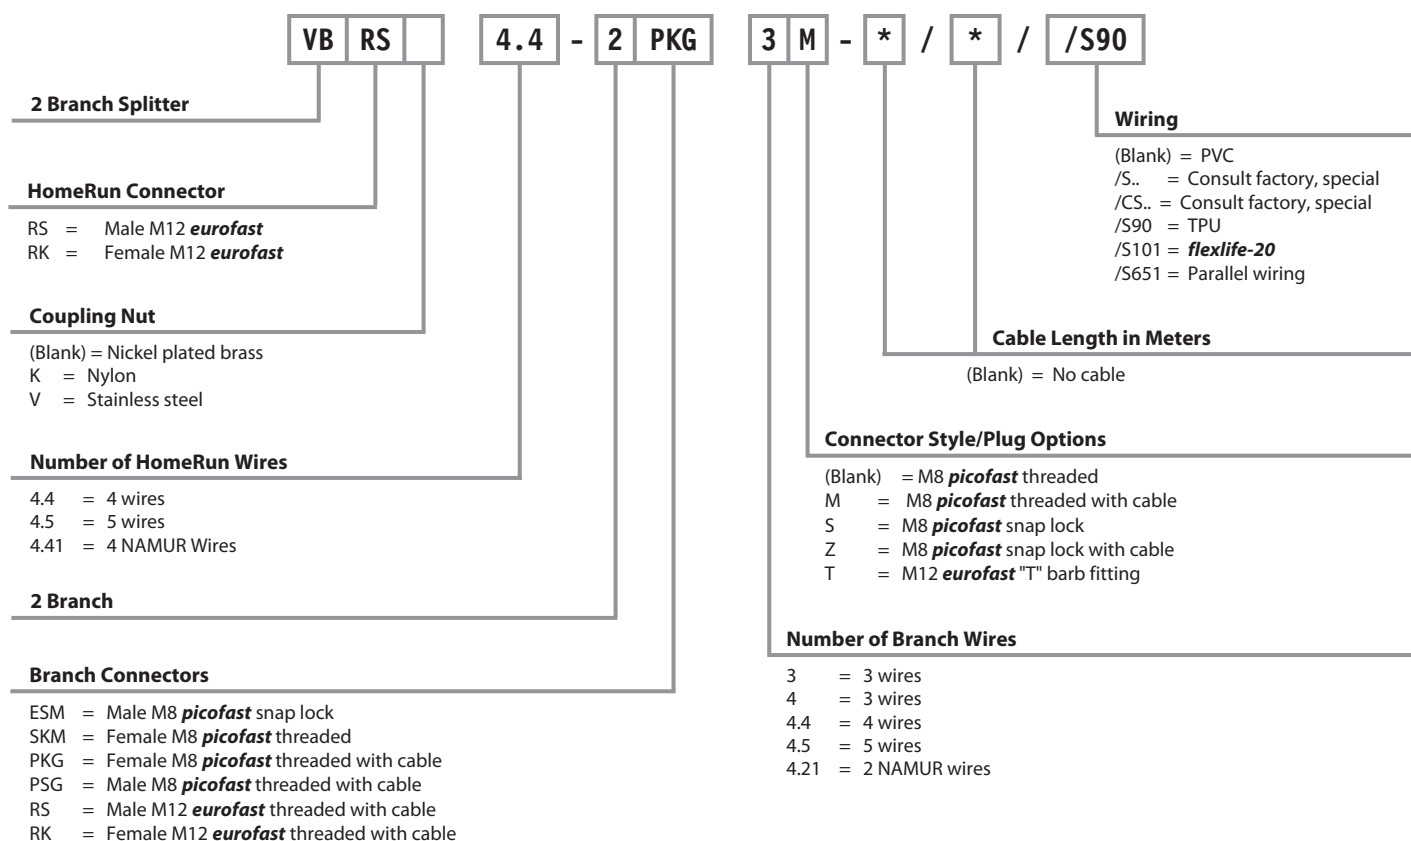 VB RS 4.4 - 2 PKG 3 M - * / * / /S90
2 Branch Splitter
HomeRun Connector
RS = Male M12 eurofast
RK = Female M12 eurofast
Coupling Nut
(Blank) = Nickel plated brass
K = Nylon
V = Stainless steel
Number of HomeRun Wires
4.4 = 4 wires
4.5 = 5 wires
4.41 = 4 NAMUR Wires
2 Branch
Branch Connectors
ESM = Male M8 picofast snap lock
SKM = Female M8 picofast threaded
PKG = Female M8 picofast threaded with cable
PSG = Male M8 picofast threaded with cable
RS = Male M12 eurofast threaded with cable
RK = Female M12 eurofast threaded with cable
Wiring
(Blank) = PVC
/S.. = Consult factory, special
/CS.. = Consult factory, special
/S90 = TPU
/S101 = flexlife-20
/S651 = Parallel wiring
Cable Length in Meters
(Blank) = No cable
Connector Style/Plug Options
(Blank) = M8 picofast threaded
M = M8 picofast threaded with cable
S = M8 picofast snap lock
Z = M8 picofast snap lock with cable
T = M12 eurofast "T" barb fitting
Number of Branch Wires
3 = 3 wires
4 = 3 wires
4.4 = 4 wires
4.5 = 5 wires
4.21 = 2 NAMUR wires